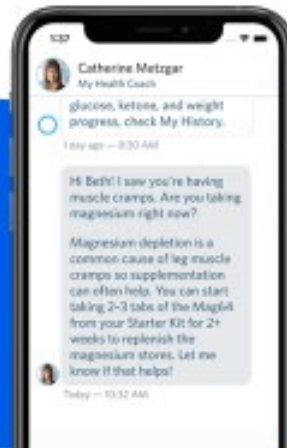 1:37
Catherine Metzgar
My Health Coach
glucose, ketone, and weight
progress, check My History.
1 day ago — 8:30 AM
Hi Beth! I saw you're having
muscle cramps. Are you taking
magnesium right now?
Magnesium depletion is a
common cause of leg muscle
cramps so supplementation
can often help. You can start
taking 2-3 tabs of the Mag64
from your Starter Kit for 2+
weeks to replenish the
magnesium stores. Let me
know if that helps!
Today — 10:32 AM